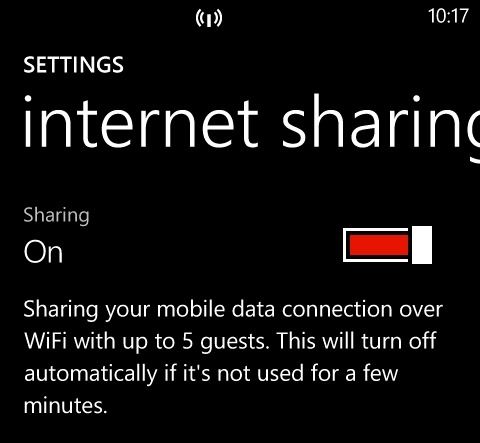 10:17
SETTINGS
internet sharing
Sharing
On
Sharing your mobile data connection over
WiFi with up to 5 guests. This will turn off
automatically if it's not used for a few
minutes.